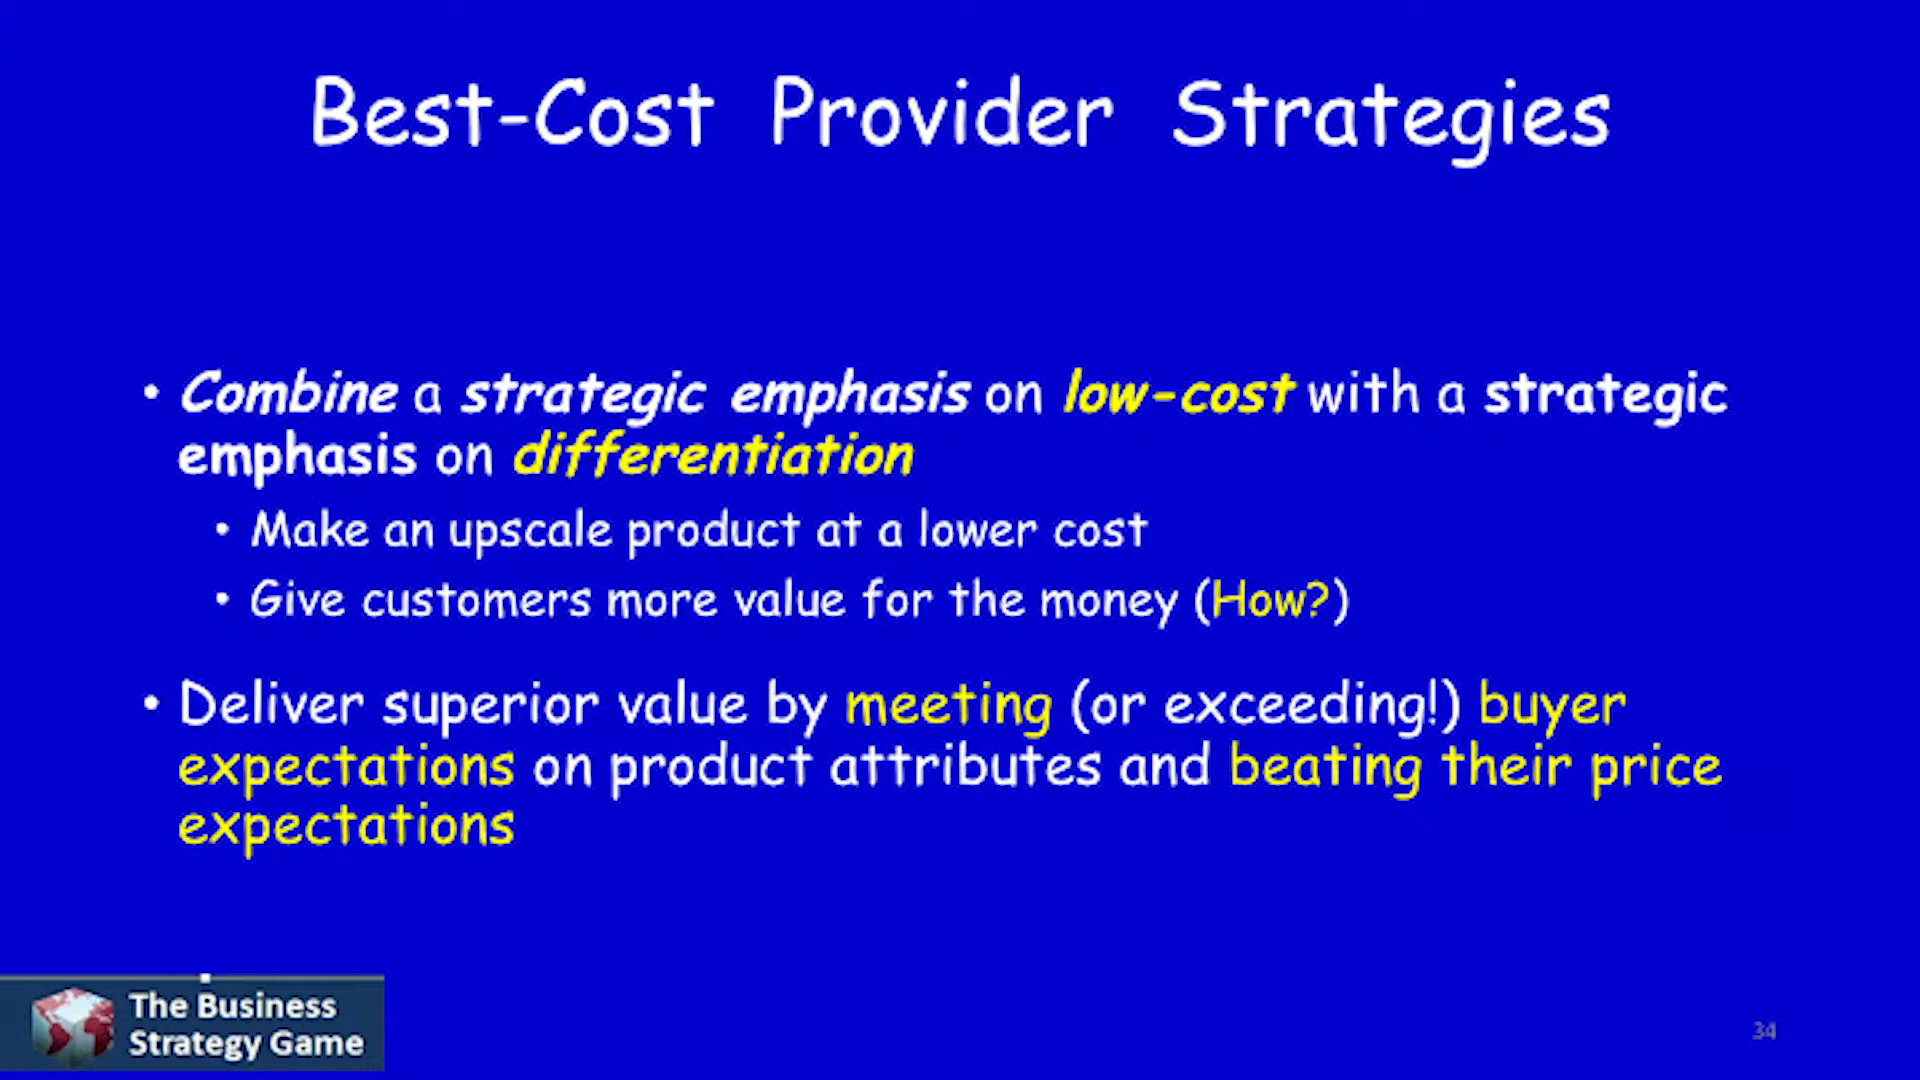 Best-Cost Provider Strategies
• Combine a strategic emphasis on low-cost with a strategic
emphasis on differentiation
• Make an upscale product at a lower cost
• Give customers more value for the money (How?)
• Deliver superior value by meeting (or exceeding!) buyer
expectations on product attributes and beating their price
expectations
The Business
Strategy Game
34